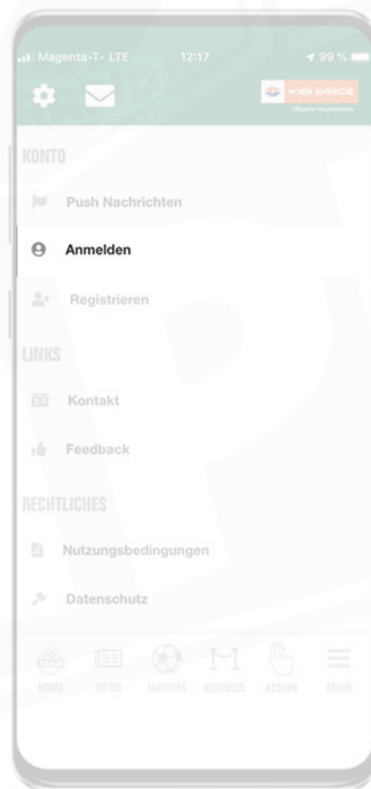 Magenta-T- LTE 12:17 99 %
WIEN ENERGIE
KONTO
Push Nachrichten
Anmelden
Registrieren
LINKS
Kontakt
Feedback
RECHTLICHES
Nutzungsbedingungen
Datenschutz
HOME NEWS MATCHES BUSINESS ACTION MEHR